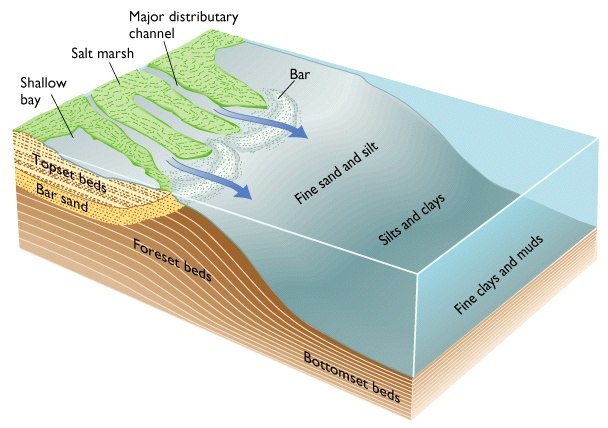 Major distributary
channel
Salt marsh
Shallow
bay
Bar
Topset beds
Bar sand
Foreset beds
Bottomset beds
Fine sand and silt
Silts and clays
Fine clays and muds